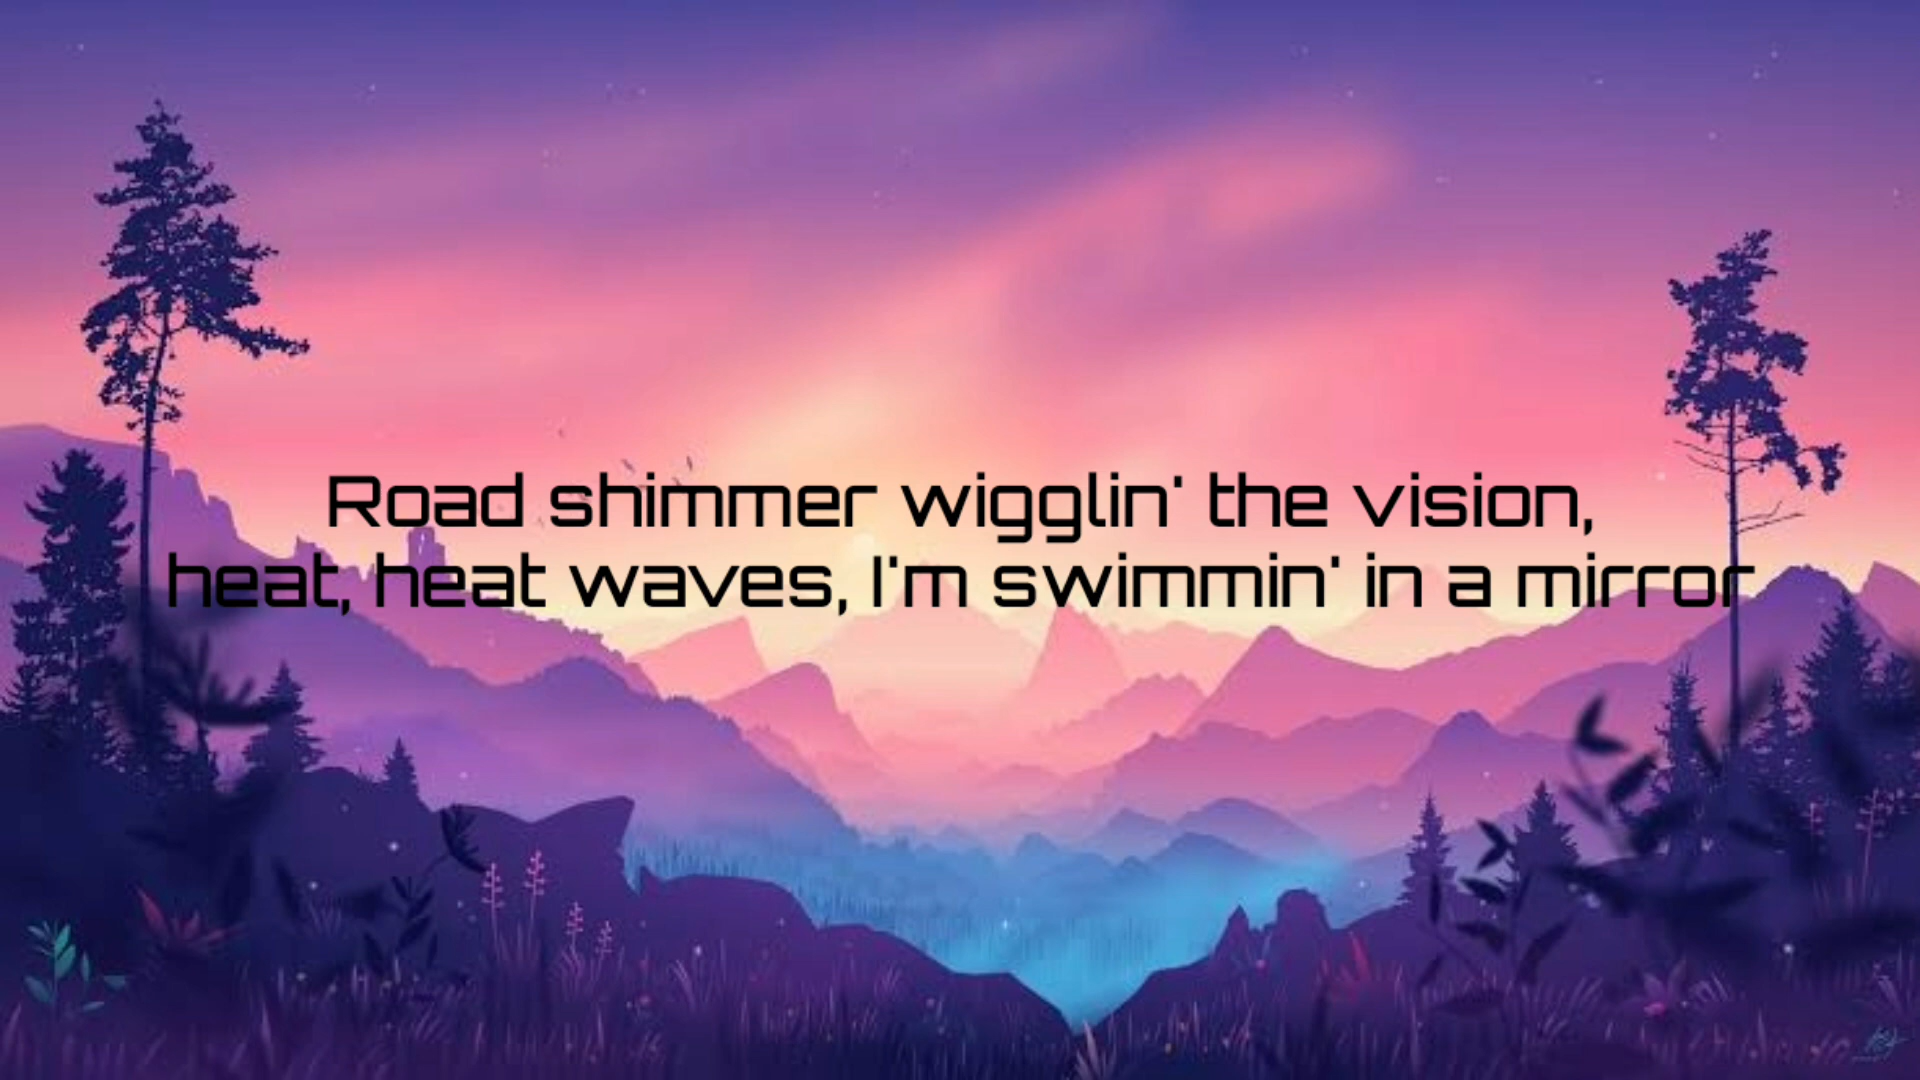 Road shimmer wigglin' the vision,
heat, heat waves, I'm swimmin' in a mirror